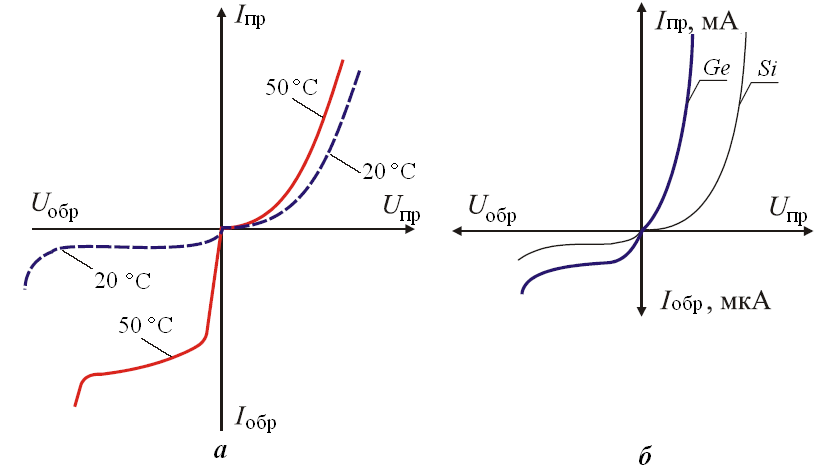 Iпр
50 °C
20 °C
Uобр
Uпр
20 °C
50 °C
Iобр
а
Iпр, мА
Ge
Si
Uобр
Uпр
Iобр , мкА
б